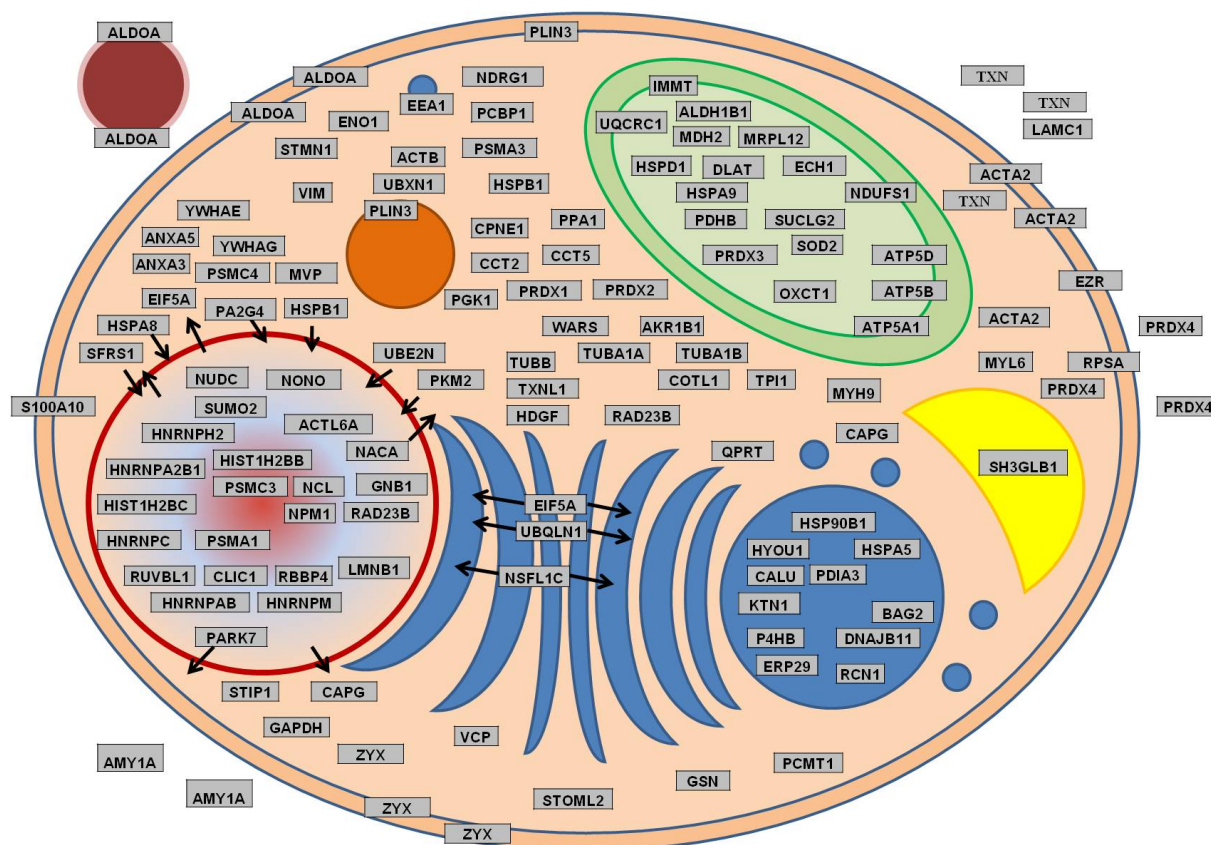 ALDOA
PLIN3
ALDOA
NDRG1
IMMT
TXN
ALDOA
EEA1
PCBP1
ALDH1B1
TXN
ENO1
UQCRC1
MDH2
MRPL12
LAMC1
ALDOA
STMN1
ACTB
PSMA3
HSPD1
DLAT
ECH1
ACTA2
VIM
UBXN1
HSPB1
HSPA9
NDUFS1
TXN
YWHAE
PLIN3
CPNE1
PPA1
PDHB
SUCLG2
ACTA2
ANXA5
YWHAG
SOD2
ANXA3
PSMC4
MVP
CCT2
CCT5
PRDX3
ATP5D
EIF5A
PA2G4
HSPB1
PGK1
PRDX1
PRDX2
OXCT1
ATP5B
EZR
HSPA8
WARS
AKR1B1
ATP5A1
ACTA2
PRDX4
SFRS1
UBE2N
TUBB
TUBA1A
TUBA1B
MYL6
RPSA
NUDC
NONO
PKM2
TXNL1
COTL1
TPI1
MYH9
PRDX4
S100A10
SUMO2
ACTL6A
HDGF
RAD23B
CAPG
PRDX4
HNRNPH2
NACA
QPRT
HNRNPA2B1
HIST1H2BB
SH3GLB1
PSMC3
NCL
GNB1
HIST1H2BC
NPM1
RAD23B
EIF5A
HSP90B1
HNRNPC
PSMA1
UBQLN1
HYOU1
HSPA5
RUVBL1
CLIC1
RBBP4
LMNB1
NSFL1C
CALU
PDIA3
HNRNPAB
HNRNPM
KTN1
BAG2
PARK7
P4HB
DNAJB11
ERP29
RCN1
STIP1
CAPG
GAPDH
VCP
AMY1A
ZYX
PCMT1
AMY1A
GSN
ZYX
STOML2
ZYX